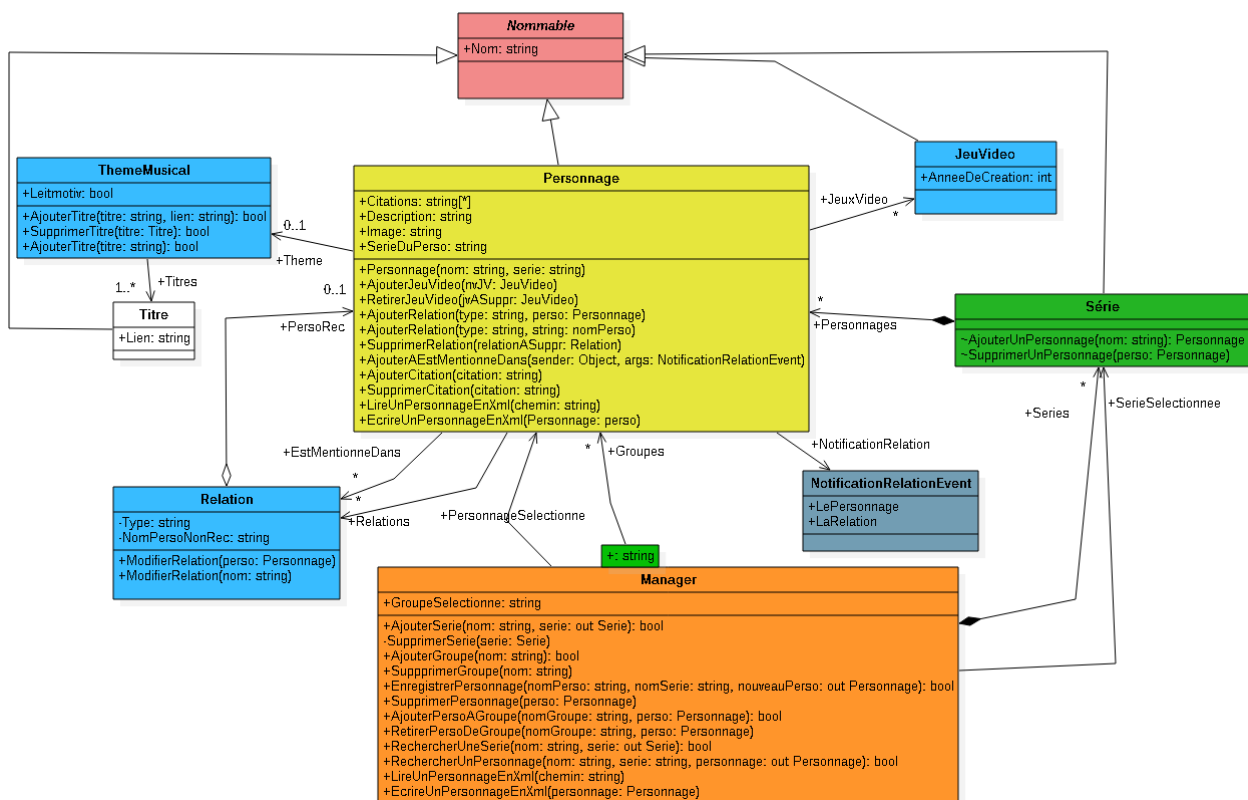 Nommable
+Nom: string
ThemeMusical
+Leitmotiv: bool
+AjouterTitre(titre: string, lien: string): bool
+SupprimerTitre(titre: Titre): bool
+AjouterTitre(titre: string): bool
JeuVideo
+AnneeDeCreation: int
Personnage
+Citations: string[*]
+Description: string
+Image: string
+SerieDuPerso: string
+Personnage(nom: string, serie: string)
+AjouterJeuVideo(nvJV: JeuVideo)
+RetirerJeuVideo(jvASuppr: JeuVideo)
+AjouterRelation(type: string, perso: Personnage)
+AjouterRelation(type: string, string: nomPerso)
+SupprimerRelation(relationASuppr: Relation)
+AjouterAEstMentionneDans(sender: Object, args: NotificationRelationEvent)
+AjouterCitation(citation: string)
+SupprimerCitation(citation: string)
+LireUnPersonnageEnXml(chemin: string)
+EcrireUnPersonnageEnXml(Personnage: perso)
+JeuxVideo
*
0..1
+Theme
+Titres
1..*
Titre
+Lien: string
0..1
+PersoRec
*
+Personnages
Série
~AjouterUnPersonnage(nom: string): Personnage
~SupprimerUnPersonnage(perso: Personnage)
*
+Series
+SerieSelectionnee
+EstMentionneDans
*
*
+Relations
+PersonnageSelectionne
*
+Groupes
+NotificationRelation
Relation
-Type: string
-NomPersoNonRec: string
+ModifierRelation(perso: Personnage)
+ModifierRelation(nom: string)
NotificationRelationEvent
+LePersonnage
+LaRelation
+: string
Manager
+GroupeSelectionne: string
+AjouterSerie(nom: string, serie: out Serie): bool
-SupprimerSerie(serie: Serie)
+AjouterGroupe(nom: string): bool
+SuppprimerGroupe(nom: string)
+EnregistrerPersonnage(nomPerso: string, nomSerie: string, nouveauPerso: out Personnage): bool
+SupprimerPersonnage(perso: Personnage)
+AjouterPersoAGroupe(nomGroupe: string, perso: Personnage): bool
+RetirerPersoDeGroupe(nomGroupe: string, perso: Personnage)
+RechercherUneSerie(nom: string, serie: out Serie): bool
+RechercherUnPersonnage(nom: string, serie: string, personnage: out Personnage): bool
+LireUnPersonnageEnXml(chemin: string)
+EcrireUnPersonnageEnXml(personnage: Personnage)